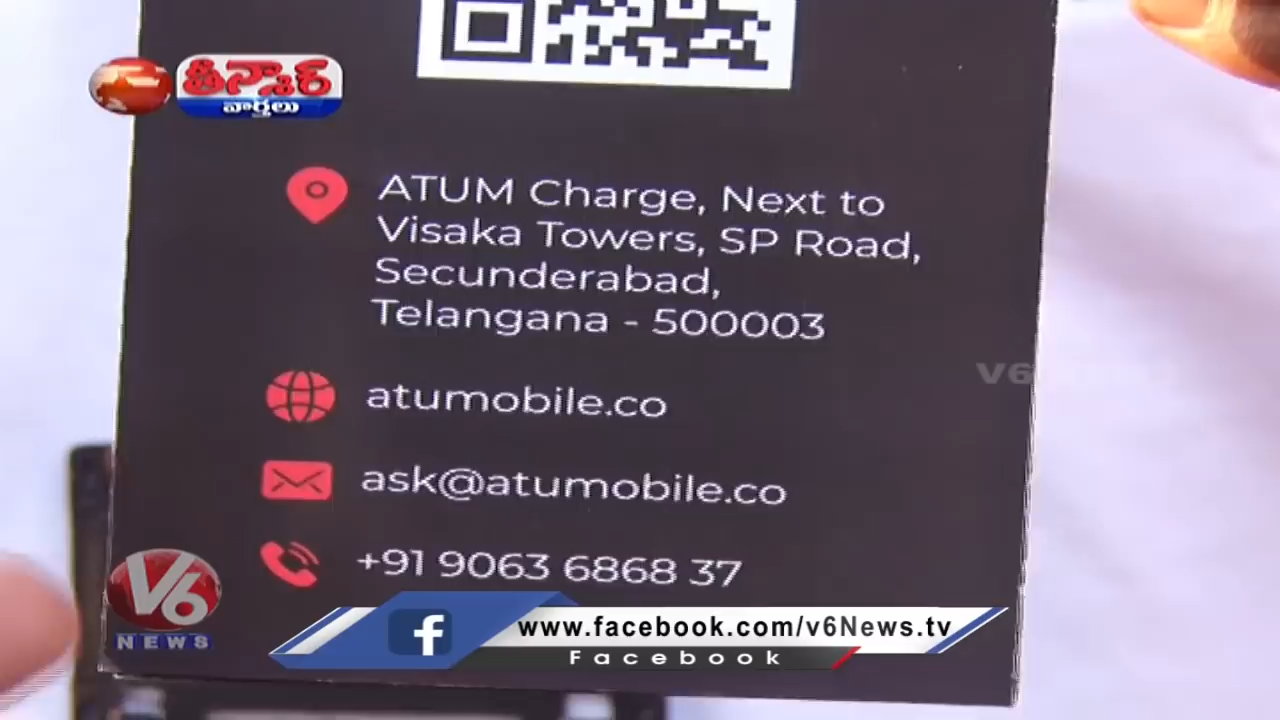 తీన్మార్
వార్తలు
ATUM Charge, Next to
Visaka Towers, SP Road,
Secunderabad,
Telangana - 500003
atumobile.co
ask@atumobile.co
+91 9063 6868 37
V6
NEWS
www.facebook.com/v6News.tv
Facebook